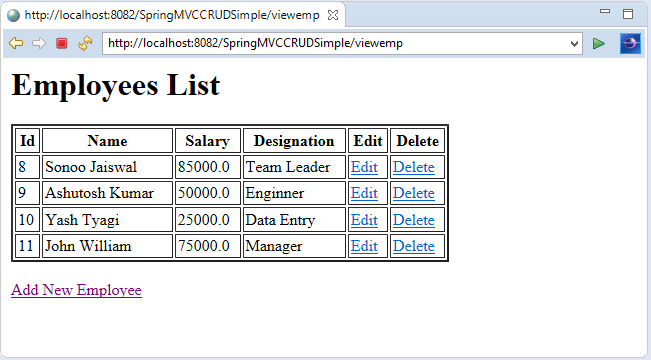 http://localhost:8082/SpringMVCCRUDSimple/viewemp
http://localhost:8082/SpringMVCCRUDSimple/viewemp
Employees List
Id Name Salary Designation Edit Delete
8 Sonoo Jaiswal 85000.0 Team Leader Edit Delete
9 Ashutosh Kumar 50000.0 Enginner Edit Delete
10 Yash Tyagi 25000.0 Data Entry Edit Delete
11 John William 75000.0 Manager Edit Delete
Add New Employee